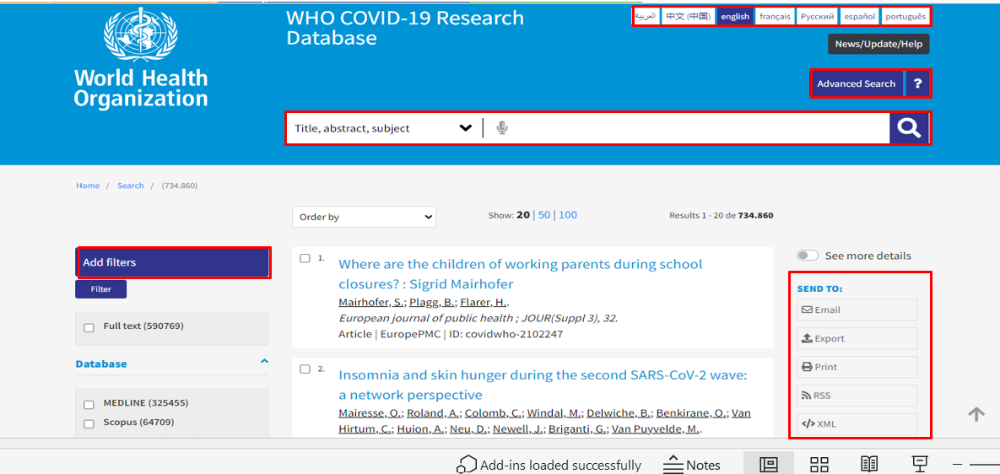 WHO COVID-19 Research
Database
العربية 中文 (中国) english français Русский español português
News/Update/Help
World Health
Organization
Advanced Search ?
Title, abstract, subject
Home / Search / (734.860)
Order by
Show: 20 | 50 | 100
Results 1 - 20 de 734.860
Add filters
Filter
Full text (590769)
Database
MEDLINE (325455)
Scopus (64709)
1. Where are the children of working parents during school
closures? : Sigrid Mairhofer
Mairhofer, S.; Plagg, B.; Flarer, H..
European journal of public health ; JOUR(Suppl 3), 32.
Article | EuropePMC | ID: covidwho-2102247
2. Insomnia and skin hunger during the second SARS-CoV-2 wave:
a network perspective
Mairesse, O.; Roland, A.; Colomb, C.; Windal, M.; Delwiche, B.; Benkirane, O.; Van
Hirtum, C.; Huion, A.; Neu, D.; Newell, J.; Briganti, G.; Van Puyvelde, M..
See more details
SEND TO:
Email
Export
Print
RSS
XML
Add-ins loaded successfully
Notes